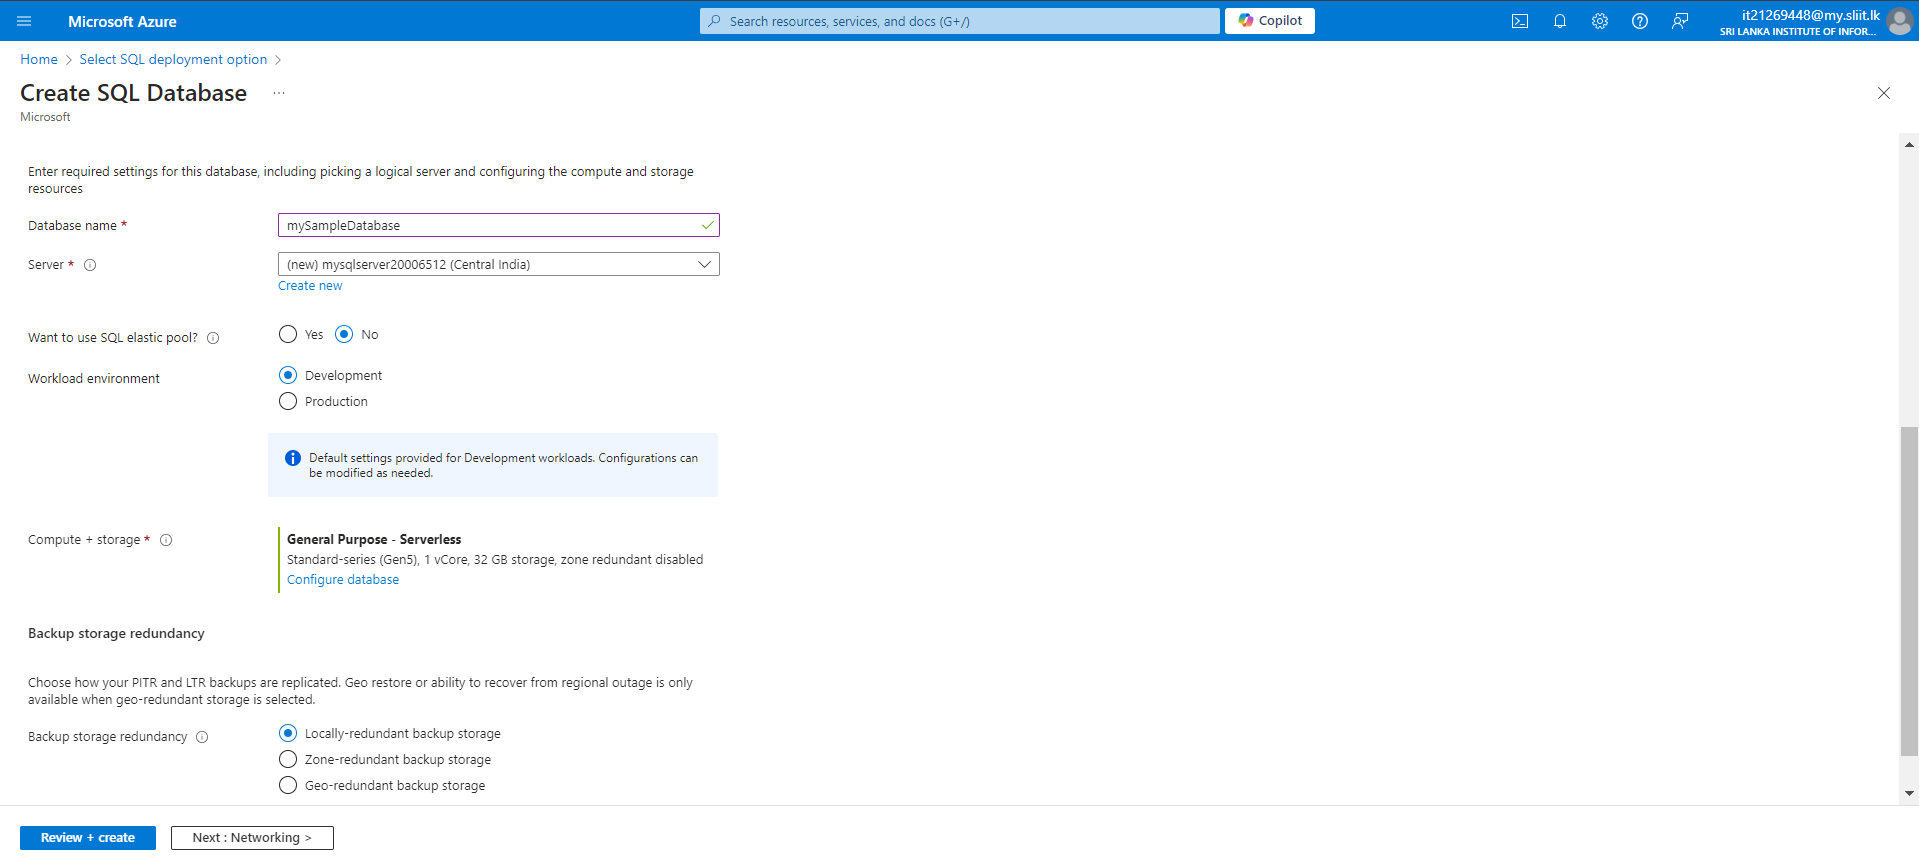 Microsoft Azure
Search resources, services, and docs (G+/)
Copilot
it21269448@my.sliit.lk
SRI LANKA INSTITUTE OF INFOR...
Home > Select SQL deployment option >
Create SQL Database ...
Microsoft
Enter required settings for this database, including picking a logical server and configuring the compute and storage
resources
Database name *
mySampleDatabase
Server *
(new) mysqlserver20006512 (Central India)
Create new
Want to use SQL elastic pool?
Yes
No
Workload environment
Development
Production
Default settings provided for Development workloads. Configurations can
be modified as needed.
Compute + storage *
General Purpose - Serverless
Standard-series (Gen5), 1 vCore, 32 GB storage, zone redundant disabled
Configure database
Backup storage redundancy
Choose how your PITR and LTR backups are replicated. Geo restore or ability to recover from regional outage is only
available when geo-redundant storage is selected.
Backup storage redundancy
Locally-redundant backup storage
Zone-redundant backup storage
Geo-redundant backup storage
Review + create
Next : Networking >